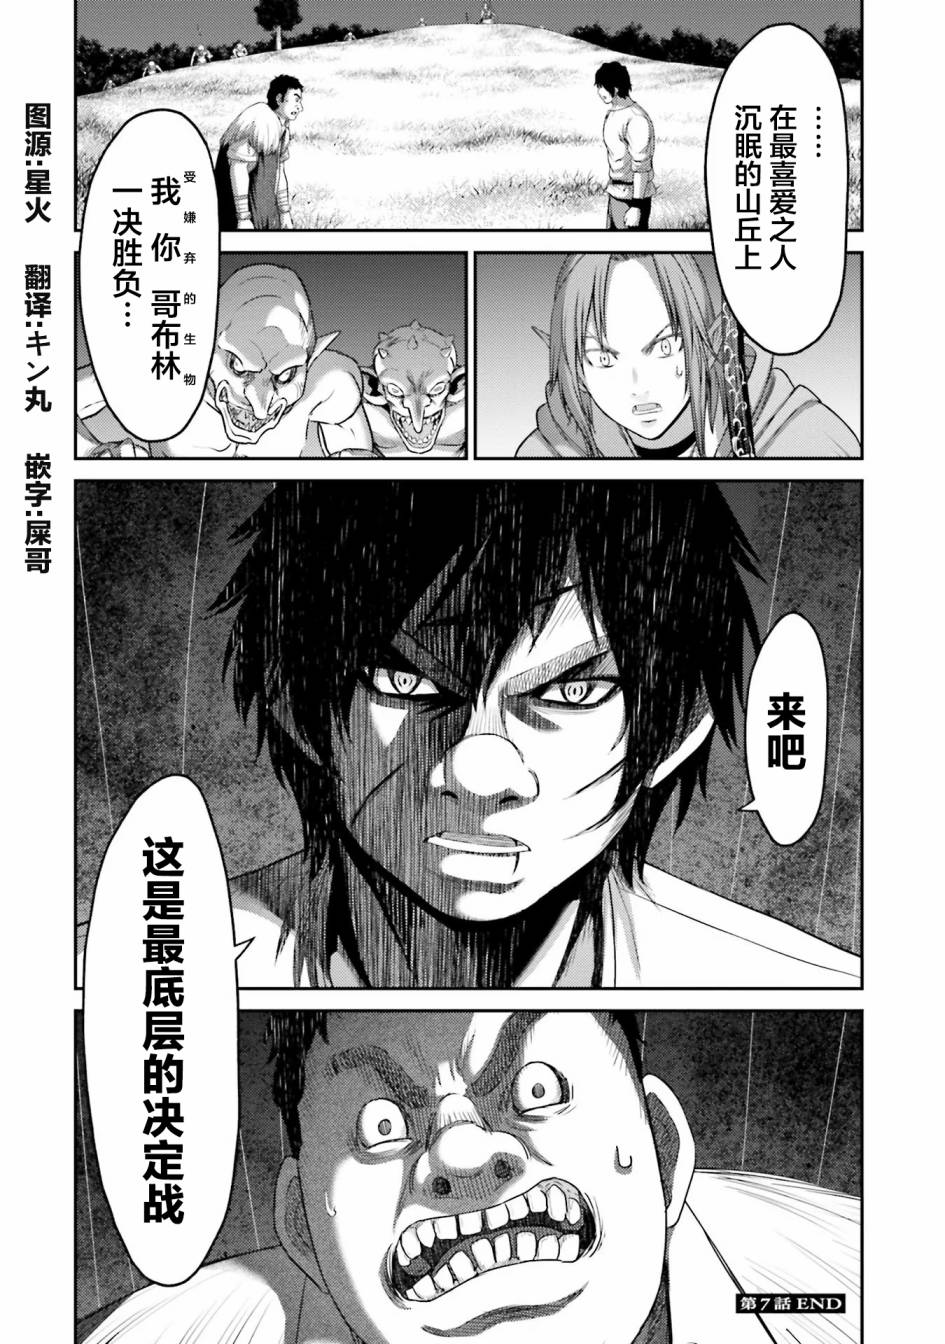 ……
在最喜爱之人
沉眠的山丘上
受嫌弃的生物
我 你 哥布林
一决胜负…
来吧
这是最底层的决定战
第7話 END
图源:星火 翻译:キン丸 嵌字:屎哥